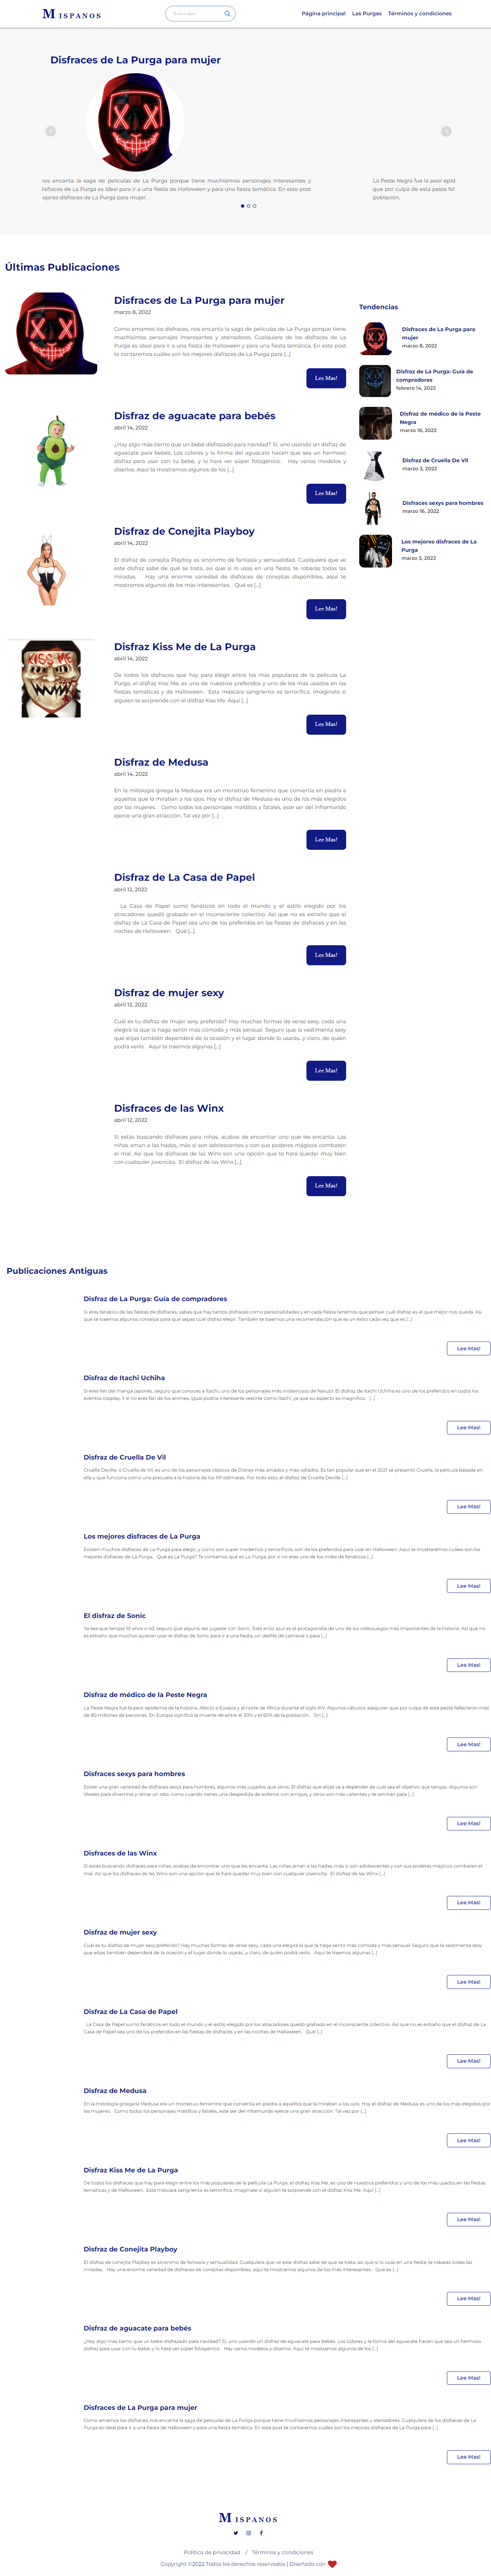 MISPANOS
Busca aquí ...
Página principal Las Purgas Términos y condiciones
Disfraces de La Purga para mujer
ios encanta la saga de películas de La Purga porque tiene muchísimos personajes interesantes y
lisfraces de La Purga es ideal para ir a una fiesta de Halloween y para una fiesta temática. En este post
ejores disfraces de La Purga para mujer.
La Peste Negra fue la peor epid
que por culpa de esta peste fal
población.
Últimas Publicaciones
Disfraces de La Purga para mujer
marzo 8, 2022
Como amamos los disfraces, nos encanta la saga de películas de La Purga porque tiene
muchísimos personajes interesantes y aterradores. Cualquiera de los disfraces de La
Purga es ideal para ir a una fiesta de Halloween y para una fiesta temática. En este post
te contaremos cuáles son los mejores disfraces de La Purga para [...]
Lee Mas!
Disfraz de aguacate para bebés
abril 14, 2022
¿Hay algo más tierno que un bebé disfrazado para navidad? Sí, uno usando un disfraz de
aguacate para bebés. Los colores y la forma del aguacate hacen que sea un hermoso
disfraz para usar con tu bebé, y lo hará ver súper fotogénico. Hay varios modelos y
diseños. Aquí te mostramos algunos de los [...]
Lee Mas!
Disfraz de Conejita Playboy
abril 14, 2022
El disfraz de conejita Playboy es sinónimo de fantasía y sensualidad. Cualquiera que ve
este disfraz sabe de qué se trata, así que si lo usas en una fiesta, te robarás todas las
miradas. Hay una enorme variedad de disfraces de conejitas disponibles, aquí te
mostramos algunos de los más interesantes. Qué es [...]
Lee Mas!
KISS ME
Disfraz Kiss Me de La Purga
abril 14, 2022
De todos los disfraces que hay para elegir entre los más populares de la película La
Purga, el disfraz Kiss Me, es uno de nuestros preferidos y uno de los más usados en las
fiestas temáticas y de Halloween. Esta máscara sangrienta es terrorífica, imagínate si
alguien te sorprende con el disfraz Kiss Me. Aquí [...]
Lee Mas!
Disfraz de Medusa
abril 14, 2022
En la mitología griega la Medusa era un monstruo femenino que convertía en piedra a
aquellos que la miraban a los ojos. Hoy el disfraz de Medusa es uno de los más elegidos
por las mujeres. Como todos los personajes malditos y fatales, este ser del inframundo
ejerce una gran atracción. Tal vez por [...]
Lee Mas!
Disfraz de La Casa de Papel
abril 12, 2022
La Casa de Papel sumó fanáticos en todo el mundo y el estilo elegido por los
atracadores quedó grabado en el inconsciente colectivo. Así que no es extraño que el
disfraz de La Casa de Papel sea uno de los preferidos en las fiestas de disfraces y en las
noches de Halloween. Qué [...]
Lee Mas!
Disfraz de mujer sexy
abril 12, 2022
Cuál es tu disfraz de mujer sexy preferido? Hay muchas formas de verse sexy, cada una
elegirá la que la haga sentir más cómoda y más sensual. Seguro que la vestimenta sexy
que elijas también dependerá de la ocasión y el lugar donde lo usarás...y claro, de quién
podrá verlo. Aquí te traemos algunas [...]
Lee Mas!
Disfraces de las Winx
abril 12, 2022
Si estás buscando disfraces para niñas, acabas de encontrar uno que les encanta. Las
niñas aman a las hadas, más si son adolescentes y con sus poderes mágicos combaten
el mal. Así que los disfraces de las Winx son una opción que te hará quedar muy bien
con cualquier jovencita. El disfraz de las Winx [...]
Lee Mas!
Tendencias
Disfraces de La Purga para
mujer
marzo 8, 2022
Disfraz de La Purga: Guía de
compradores
febrero 14, 2022
Disfraz de médico de la Peste
Negra
marzo 16, 2022
Disfraz de Cruella De Vil
marzo 3, 2022
Disfraces sexys para hombres
marzo 16, 2022
Los mejores disfraces de La
Purga
marzo 3, 2022
Publicaciones Antiguas
Disfraz de La Purga: Guía de compradores
Si eres fanático de las fiestas de disfraces, sabes que hay tantos disfraces como personalidades y en cada fiesta tenemos que pensar cuál disfraz es el que mejor nos queda. Así
que te traemos algunos consejos para que sepas cuál disfraz elegir. También te traemos una recomendación que es un éxito cada vez que es [...]
Lee Mas!
Disfraz de Itachi Uchiha
Si eres fan del manga japonés, seguro que conoces a Itachi, uno de los personajes más misteriosos de Naruto. El disfraz de Itachi Uchiha es uno de los preferidos en todos los
eventos cosplay. Y si no eres fan de los animes, igual podría interesarte vestirte como Itachi, ya que su aspecto es magnífico. [...]
Lee Mas!
Disfraz de Cruella De Vil
Cruella Deville, o Cruella de Vil, es uno de los personajes clásicos de Disney más amados y más odiados. Es tan popular que en el 2021 se presentó Cruella, la película basada en
ella y que funciona como una precuela a la historia de los 101 dálmatas. Por todo esto, el disfraz de Cruella Deville [...]
Lee Mas!
Los mejores disfraces de La Purga
Existen muchos disfraces de La Purga para elegir, y como son super modernos y terroríficos, son de los preferidos para usar en Halloween. Aquí te mostraremos cuáles son los
mejores disfraces de La Purga. Qué es La Purga? Te contamos qué es La Purga, por si no eres uno de los miles de fanáticos [...]
Lee Mas!
El disfraz de Sonic
Ya sea que tengas 10 años o 40, seguro que alguna vez jugaste con Sonic. Este erizo azul es el protagonista de uno de los videojuegos más importantes de la historia. Así que no
es extraño que muchos quieran usar el disfraz de Sonic para ir a una fiesta, un desfile de carnaval o para [...]
Lee Mas!
Disfraz de médico de la Peste Negra
La Peste Negra fue la peor epidemia de la historia. Afectó a Eurasia y al norte de África durante el siglo XIV. Algunos cálculos, aseguran que por culpa de esta peste fallecieron más
de 80 millones de personas. En Europa significó la muerte de entre el 30% y el 60% de la población. Sin [...]
Lee Mas!
Disfraces sexys para hombres
Existe una gran variedad de disfraces sexys para hombres, algunos más jugados que otros. El disfraz que elijas va a depender de cuál sea el objetivo que tengas. Algunos son
ideales para divertirse y reírse un rato, como cuando tienes una despedida de solteros con amigos, y otros son más calientes y te servirán para [...]
Lee Mas!
Disfraces de las Winx
Si estás buscando disfraces para niñas, acabas de encontrar uno que les encanta. Las niñas aman a las hadas, más si son adolescentes y con sus poderes mágicos combaten el
mal. Así que los disfraces de las Winx son una opción que te hará quedar muy bien con cualquier jovencita. El disfraz de las Winx [...]
Lee Mas!
Disfraz de mujer sexy
Cuál es tu disfraz de mujer sexy preferido? Hay muchas formas de verse sexy, cada una elegirá la que la haga sentir más cómoda y más sensual. Seguro que la vestimenta sexy
que elijas también dependerá de la ocasión y el lugar donde lo usarás...y claro, de quién podrá verlo. Aquí te traemos algunas [...]
Lee Mas!
Disfraz de La Casa de Papel
La Casa de Papel sumó fanáticos en todo el mundo y el estilo elegido por los atracadores quedó grabado en el inconsciente colectivo. Así que no es extraño que el disfraz de La
Casa de Papel sea uno de los preferidos en las fiestas de disfraces y en las noches de Halloween. Qué [...]
Lee Mas!
Disfraz de Medusa
En la mitología griega la Medusa era un monstruo femenino que convertía en piedra a aquellos que la miraban a los ojos. Hoy el disfraz de Medusa es uno de los más elegidos por
las mujeres. Como todos los personajes malditos y fatales, este ser del inframundo ejerce una gran atracción. Tal vez por [...]
Lee Mas!
Disfraz Kiss Me de La Purga
De todos los disfraces que hay para elegir entre los más populares de la película La Purga, el disfraz Kiss Me, es uno de nuestros preferidos y uno de los más usados en las fiestas
temáticas y de Halloween. Esta máscara sangrienta es terrorífica, imagínate si alguien te sorprende con el disfraz Kiss Me. Aquí [...]
Lee Mas!
Disfraz de Conejita Playboy
El disfraz de conejita Playboy es sinónimo de fantasía y sensualidad. Cualquiera que ve este disfraz sabe de qué se trata, así que si lo usas en una fiesta, te robarás todas las
miradas. Hay una enorme variedad de disfraces de conejitas disponibles, aquí te mostramos algunos de los más interesantes. Qué es [...]
Lee Mas!
Disfraz de aguacate para bebés
¿Hay algo más tierno que un bebé disfrazado para navidad? Sí, uno usando un disfraz de aguacate para bebés. Los colores y la forma del aguacate hacen que sea un hermoso
disfraz para usar con tu bebé, y lo hará ver súper fotogénico. Hay varios modelos y diseños. Aquí te mostramos algunos de los [...]
Lee Mas!
Disfraces de La Purga para mujer
Como amamos los disfraces, nos encanta la saga de películas de La Purga porque tiene muchísimos personajes interesantes y aterradores. Cualquiera de los disfraces de La
Purga es ideal para ir a una fiesta de Halloween y para una fiesta temática. En este post te contaremos cuáles son los mejores disfraces de La Purga para [...]
Lee Mas!
MISPANOS
Política de privacidad / Términos y condiciones
Copyright ©2022 Todos los derechos reservados | Diseñado con